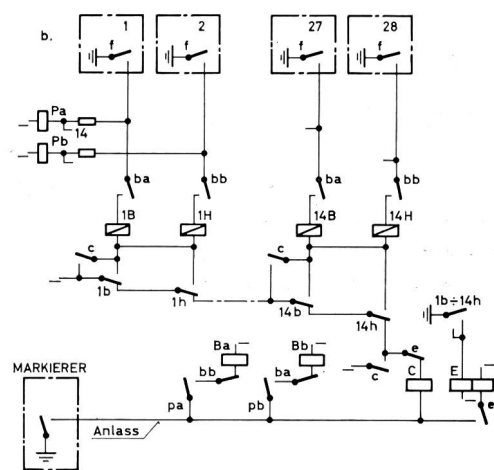 b.
1 2 27 28
f f f f
Pa
14
Pb
ba bb ba bb
1B 1H 14B 14H
c c
1b 1h 14b 14h
1b÷14h
Ba Bb
bb ba
c e
C E e
MARKIERER
pa pb
Anlass